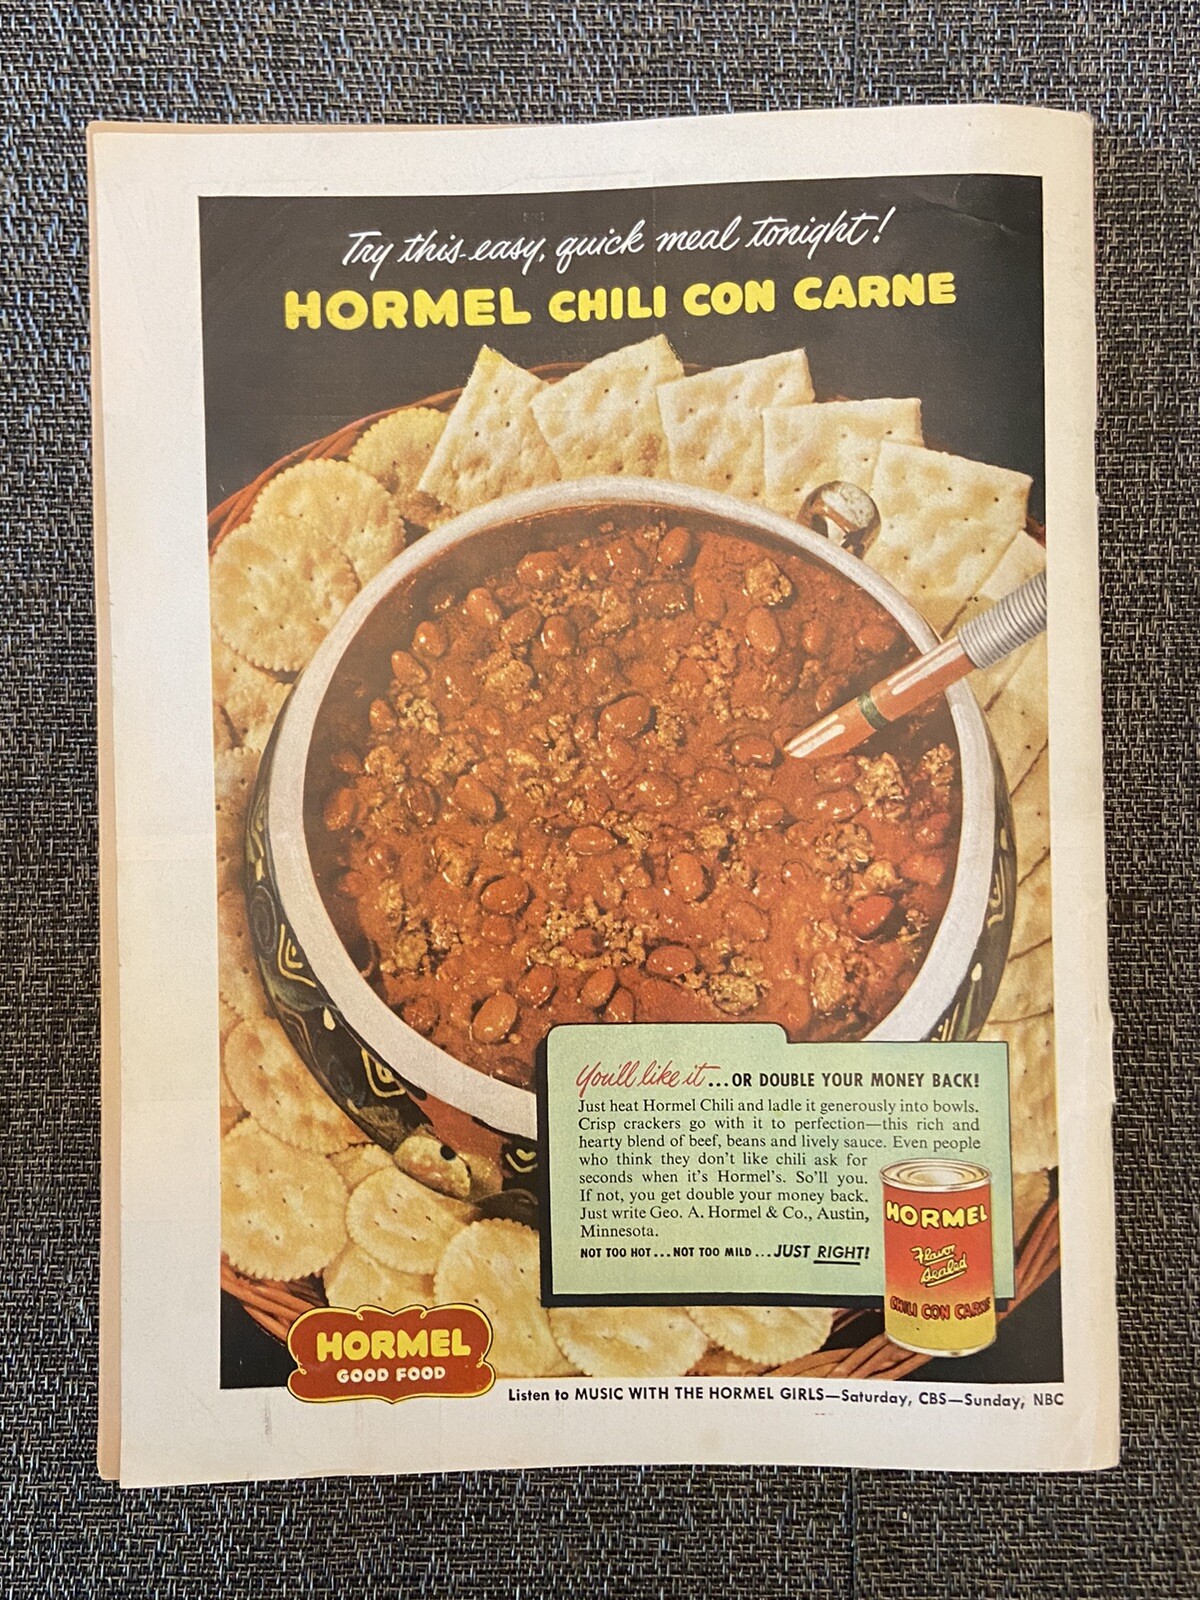 Try this easy, quick meal tonight!
HORMEL CHILI CON CARNE
You'll like it...OR DOUBLE YOUR MONEY BACK!
Just heat Hormel Chili and ladle it generously into bowls.
Crisp crackers go with it to perfection—this rich and
hearty blend of beef, beans and lively sauce. Even people
who think they don't like chili ask for
seconds when it's Hormel's. So'll you.
If not, you get double your money back.
Just write Geo. A. Hormel & Co., Austin,
Minnesota.
NOT TOO HOT...NOT TOO MILD...JUST RIGHT!
HORMEL
Flavor
Sealed
CHILI CON CARNE
HORMEL
GOOD FOOD
Listen to MUSIC WITH THE HORMEL GIRLS—Saturday, CBS—Sunday, NBC